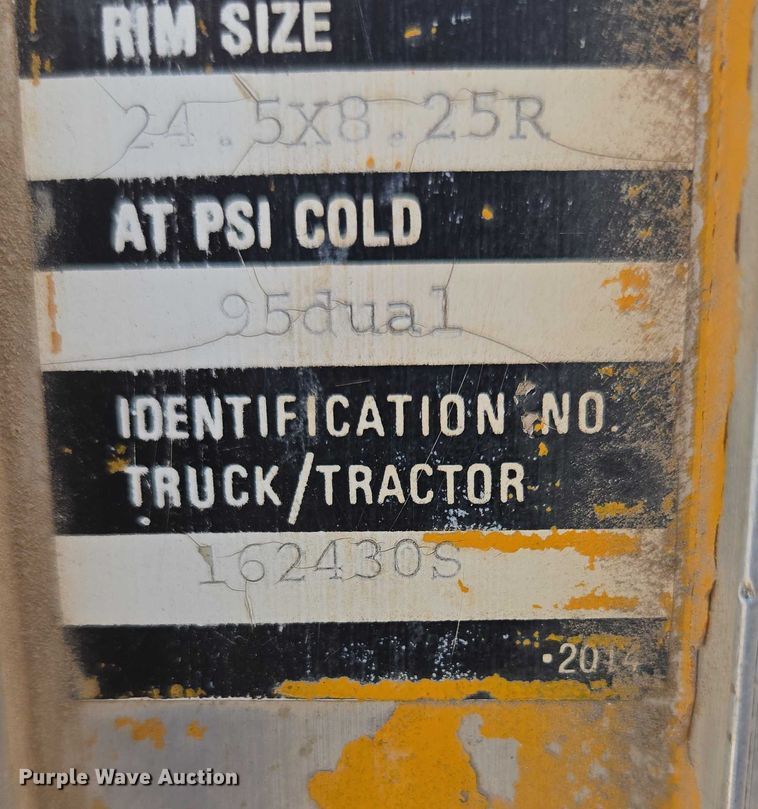 RIM SIZE
24.5X8.25R
AT PSI COLD
95dual
IDENTIFICATION NO.
TRUCK/TRACTOR
162430S
•2014
Purple Wave Auction